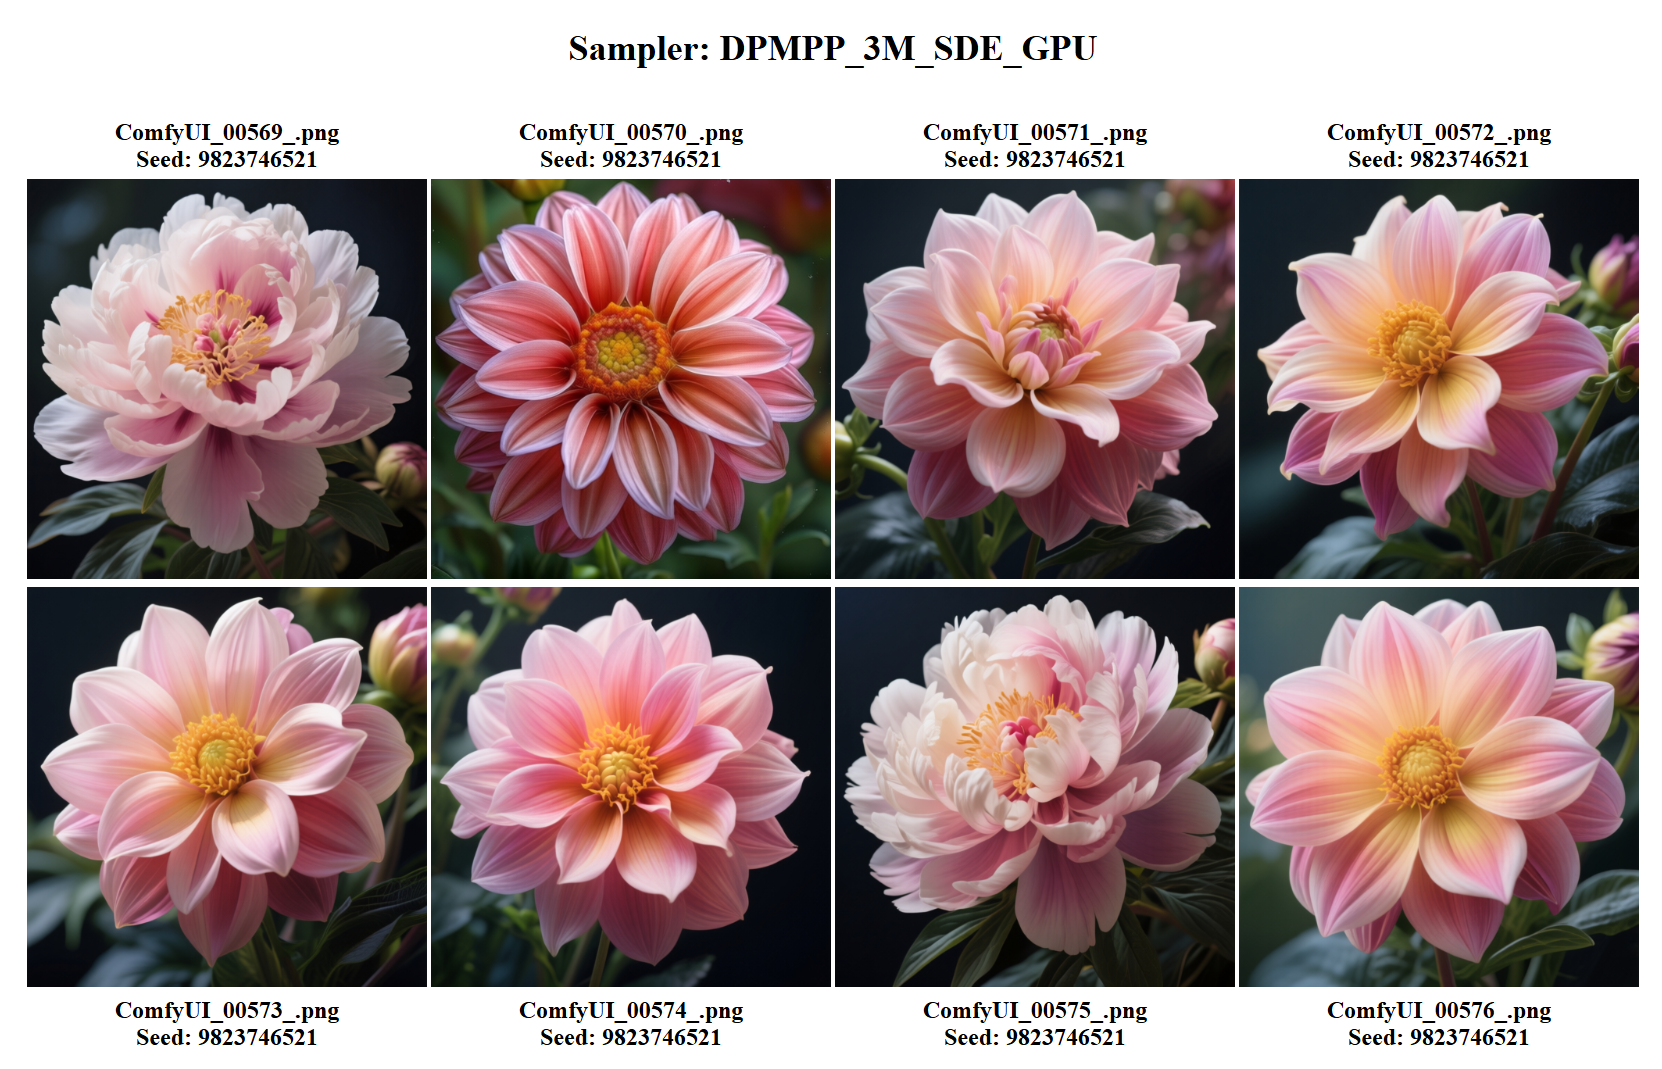 Sampler: DPMPP_3M_SDE_GPU
ComfyUI_00569_.png
Seed: 9823746521
ComfyUI_00570_.png
Seed: 9823746521
ComfyUI_00571_.png
Seed: 9823746521
ComfyUI_00572_.png
Seed: 9823746521
ComfyUI_00573_.png
Seed: 9823746521
ComfyUI_00574_.png
Seed: 9823746521
ComfyUI_00575_.png
Seed: 9823746521
ComfyUI_00576_.png
Seed: 9823746521